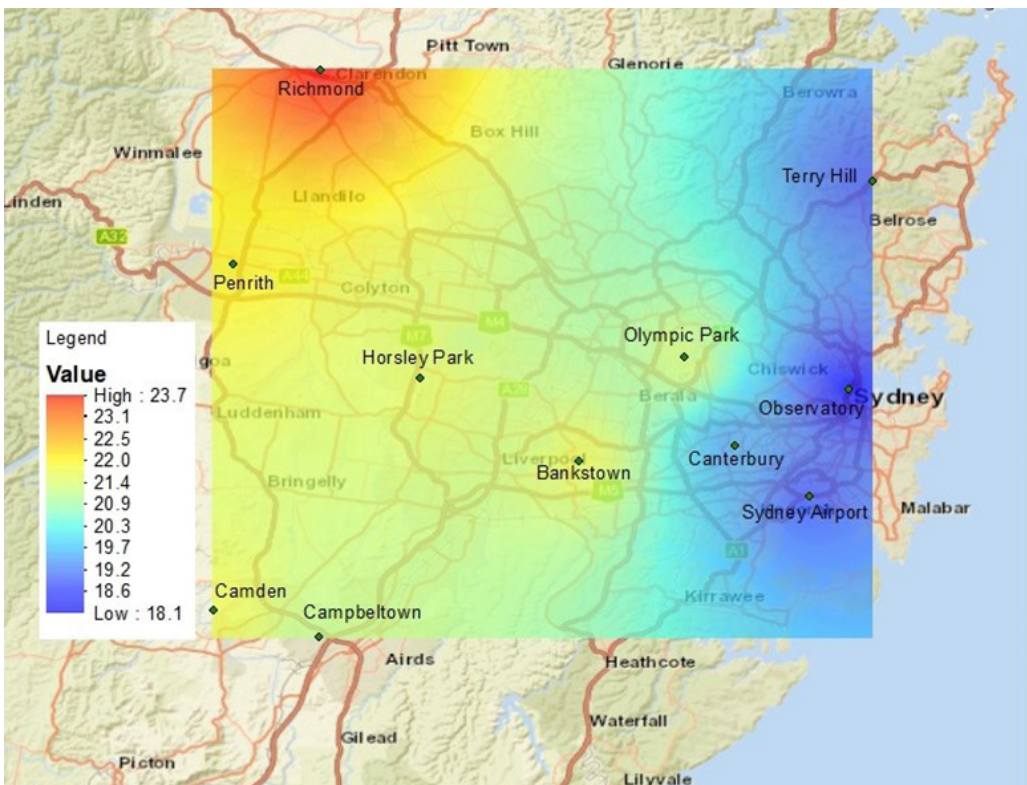 Pitt Town
Glenorie
Clarendon
Richmond
Berowra
Box Hill
Winmalee
Terry Hill
Llandilo
Linden
Belrose
A32
Penrith
A44
Colyton
M7
M4
Olympic Park
Horsley Park
Chiswick
Legend
Value
High : 23.7
23.1
22.5
22.0
21.4
20.9
20.3
19.7
19.2
18.6
Low : 18.1
goa
A28
Berala
Sydney
Observatory
Luddenham
Liverpool
Canterbury
Bankstown
Bringelly
M5
Sydney Airport
Malabar
A1
Camden
Kirrawee
Campbeltown
Airds
Heathcote
Waterfall
Gilead
Picton
Lilyvale